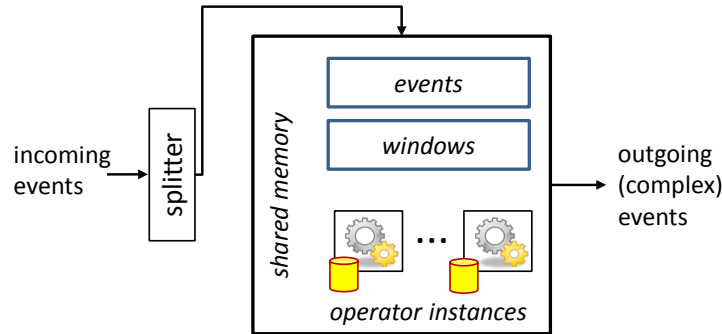 incoming
events
splitter
shared memory
events
windows
...
operator instances
outgoing
(complex)
events